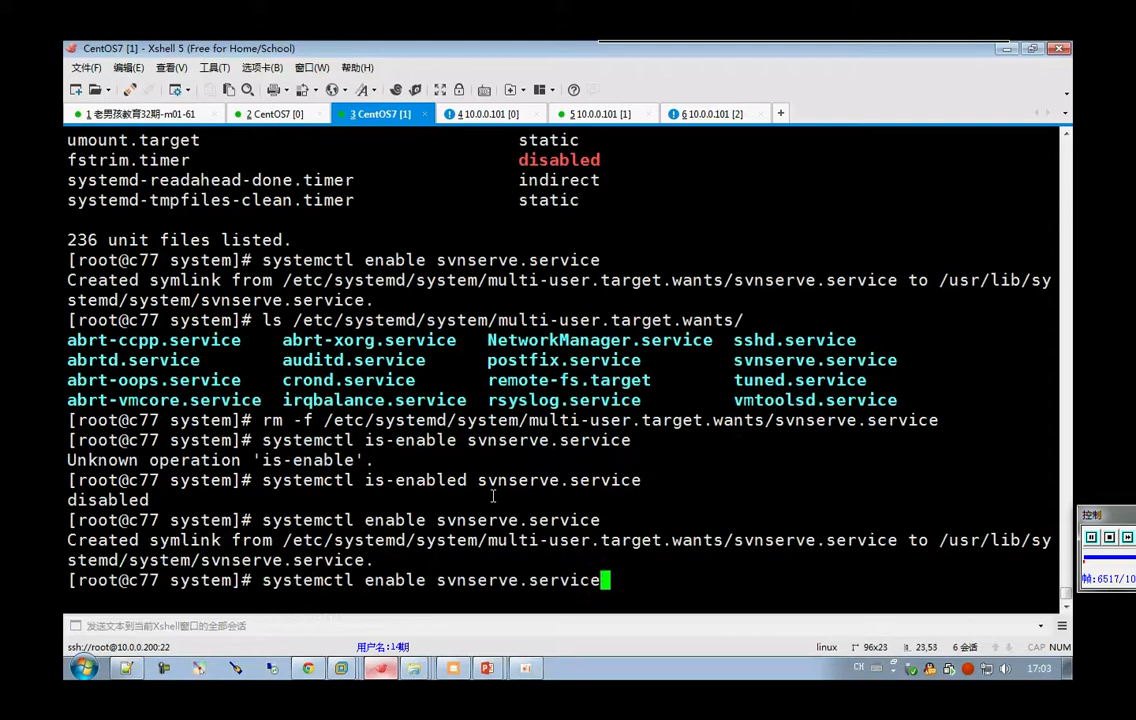 CentOS7 [1] - Xshell 5 (Free for Home/School)
文件(F) 编辑(E) 查看(V) 工具(T) 选项卡(B) 窗口(W) 帮助(H)
1 老男孩教育32期-m01-61 2 CentOS7 [0] 3 CentOS7 [1] 4 10.0.0.101 [0] 5 10.0.0.101 [1] 6 10.0.0.101 [2]
umount.target static
fstrim.timer disabled
systemd-readahead-done.timer indirect
systemd-tmpfiles-clean.timer static
236 unit files listed.
[root@c77 system]# systemctl enable svnserve.service
Created symlink from /etc/systemd/system/multi-user.target.wants/svnserve.service to /usr/lib/sy
stemd/system/svnserve.service.
[root@c77 system]# ls /etc/systemd/system/multi-user.target.wants/
abrt-ccpp.service abrt-xorg.service NetworkManager.service sshd.service
abrtd.service auditd.service postfix.service svnserve.service
abrt-oops.service crond.service remote-fs.target tuned.service
abrt-vmcore.service irqbalance.service rsyslog.service vmtoolsd.service
[root@c77 system]# rm -f /etc/systemd/system/multi-user.target.wants/svnserve.service
[root@c77 system]# systemctl is-enable svnserve.service
Unknown operation 'is-enable'.
[root@c77 system]# systemctl is-enabled svnserve.service
disabled
[root@c77 system]# systemctl enable svnserve.service
Created symlink from /etc/systemd/system/multi-user.target.wants/svnserve.service to /usr/lib/sy
stemd/system/svnserve.service.
[root@c77 system]# systemctl enable svnserve.service
控制
帧:6517/10
发送文本到当前Xshell窗口的全部会话
ssh://root@10.0.0.200:22 用户名:14期 linux 96x23 23,53 6 会话 CAP NUM
CH 17:03